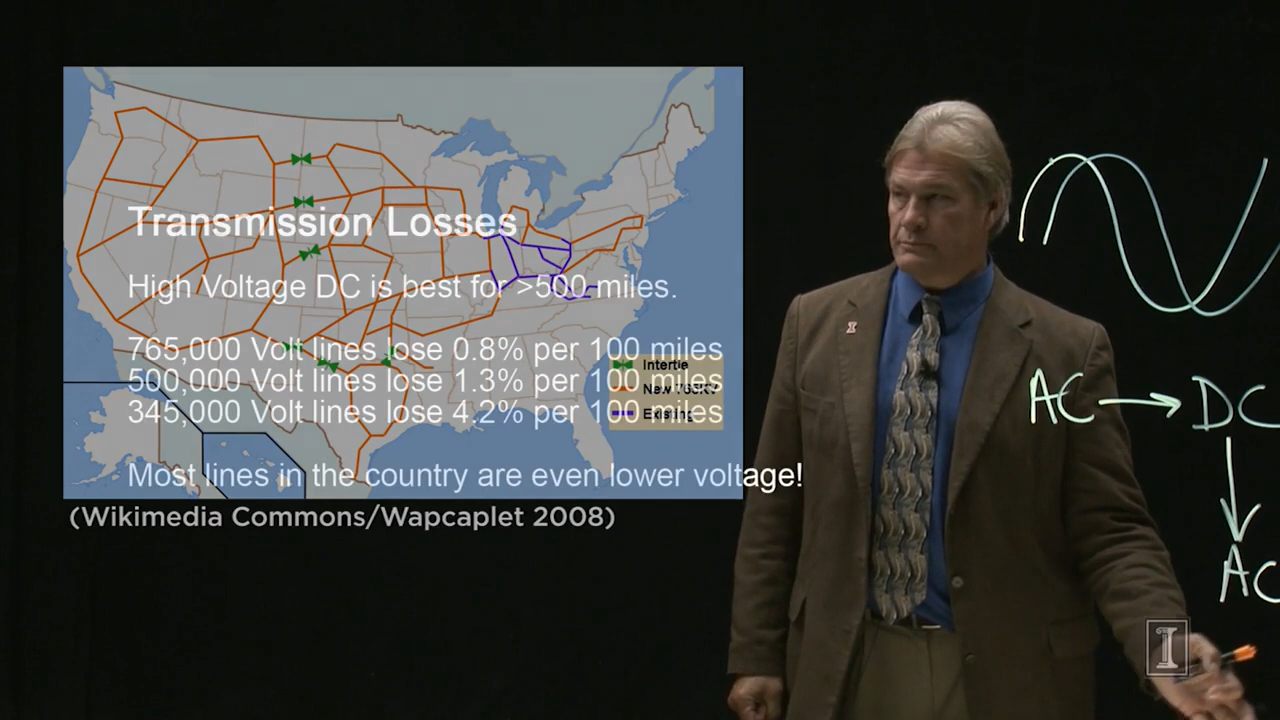 Transmission Losses
High Voltage DC is best for >500 miles.
765,000 Volt lines lose 0.8% per 100 miles
500,000 Volt lines lose 1.3% per 100 miles
345,000 Volt lines lose 4.2% per 100 miles
Most lines in the country are even lower voltage!
Intertie
New 765KV
Existing
(Wikimedia Commons/Wapcaplet 2008)
AC → DC
AC
I